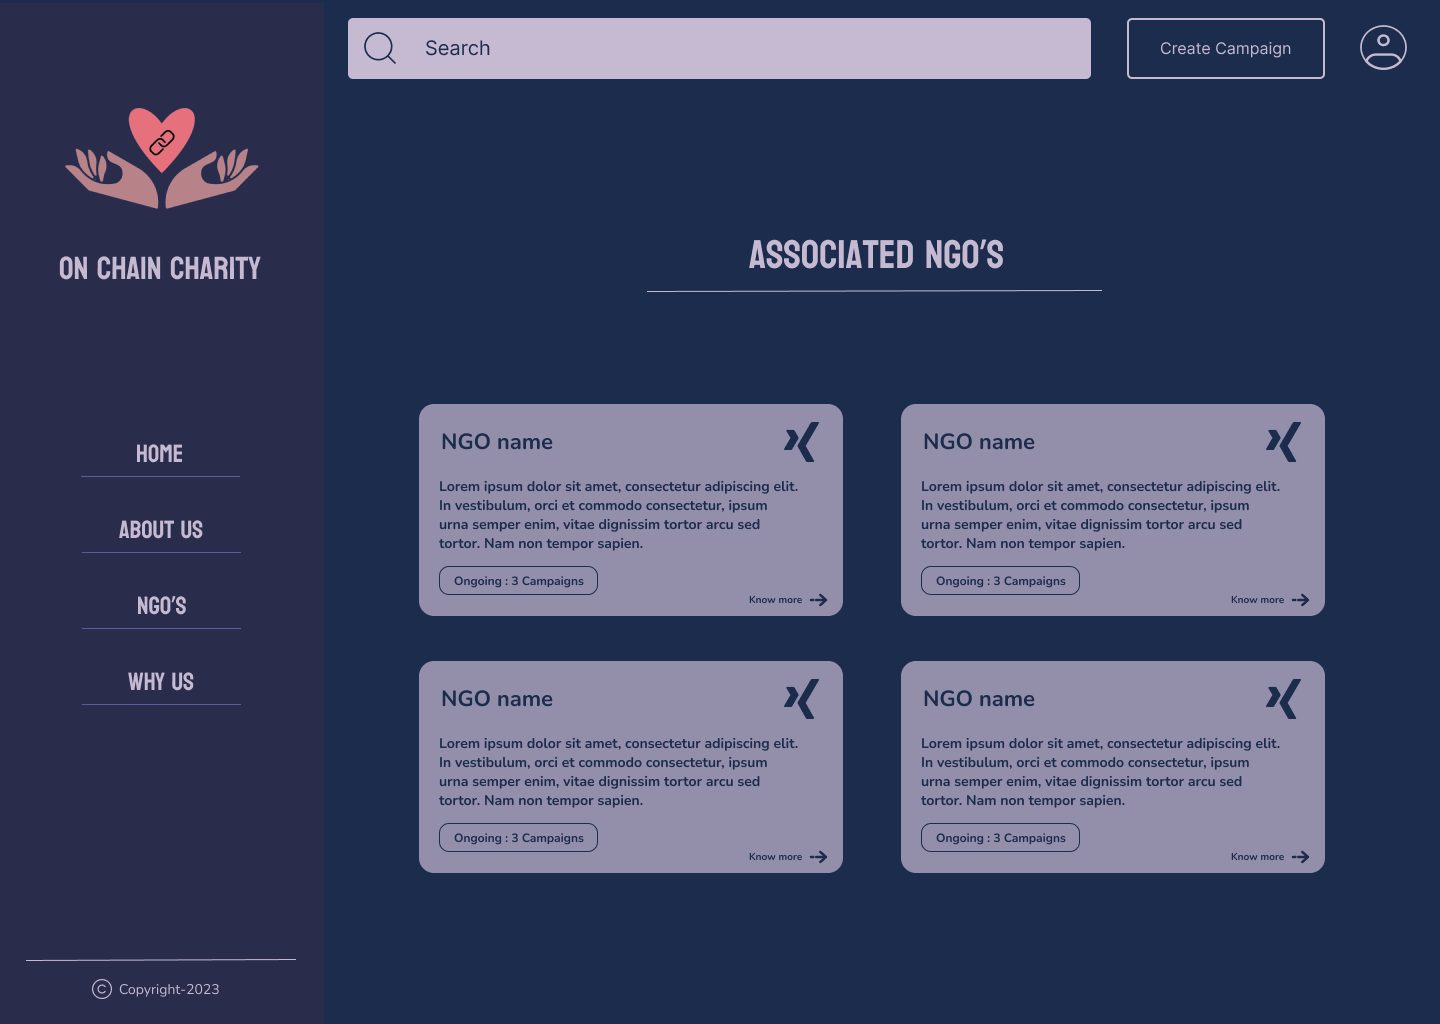 Search
Create Campaign
ON CHAIN CHARITY
HOME
ABOUT US
NGO'S
WHY US
© Copyright-2023
ASSOCIATED NGO'S
NGO name
Lorem ipsum dolor sit amet, consectetur adipiscing elit.
In vestibulum, orci et commodo consectetur, ipsum
urna semper enim, vitae dignissim tortor arcu sed
tortor. Nam non tempor sapien.
Ongoing : 3 Campaigns
Know more
NGO name
Lorem ipsum dolor sit amet, consectetur adipiscing elit.
In vestibulum, orci et commodo consectetur, ipsum
urna semper enim, vitae dignissim tortor arcu sed
tortor. Nam non tempor sapien.
Ongoing : 3 Campaigns
Know more
NGO name
Lorem ipsum dolor sit amet, consectetur adipiscing elit.
In vestibulum, orci et commodo consectetur, ipsum
urna semper enim, vitae dignissim tortor arcu sed
tortor. Nam non tempor sapien.
Ongoing : 3 Campaigns
Know more
NGO name
Lorem ipsum dolor sit amet, consectetur adipiscing elit.
In vestibulum, orci et commodo consectetur, ipsum
urna semper enim, vitae dignissim tortor arcu sed
tortor. Nam non tempor sapien.
Ongoing : 3 Campaigns
Know more